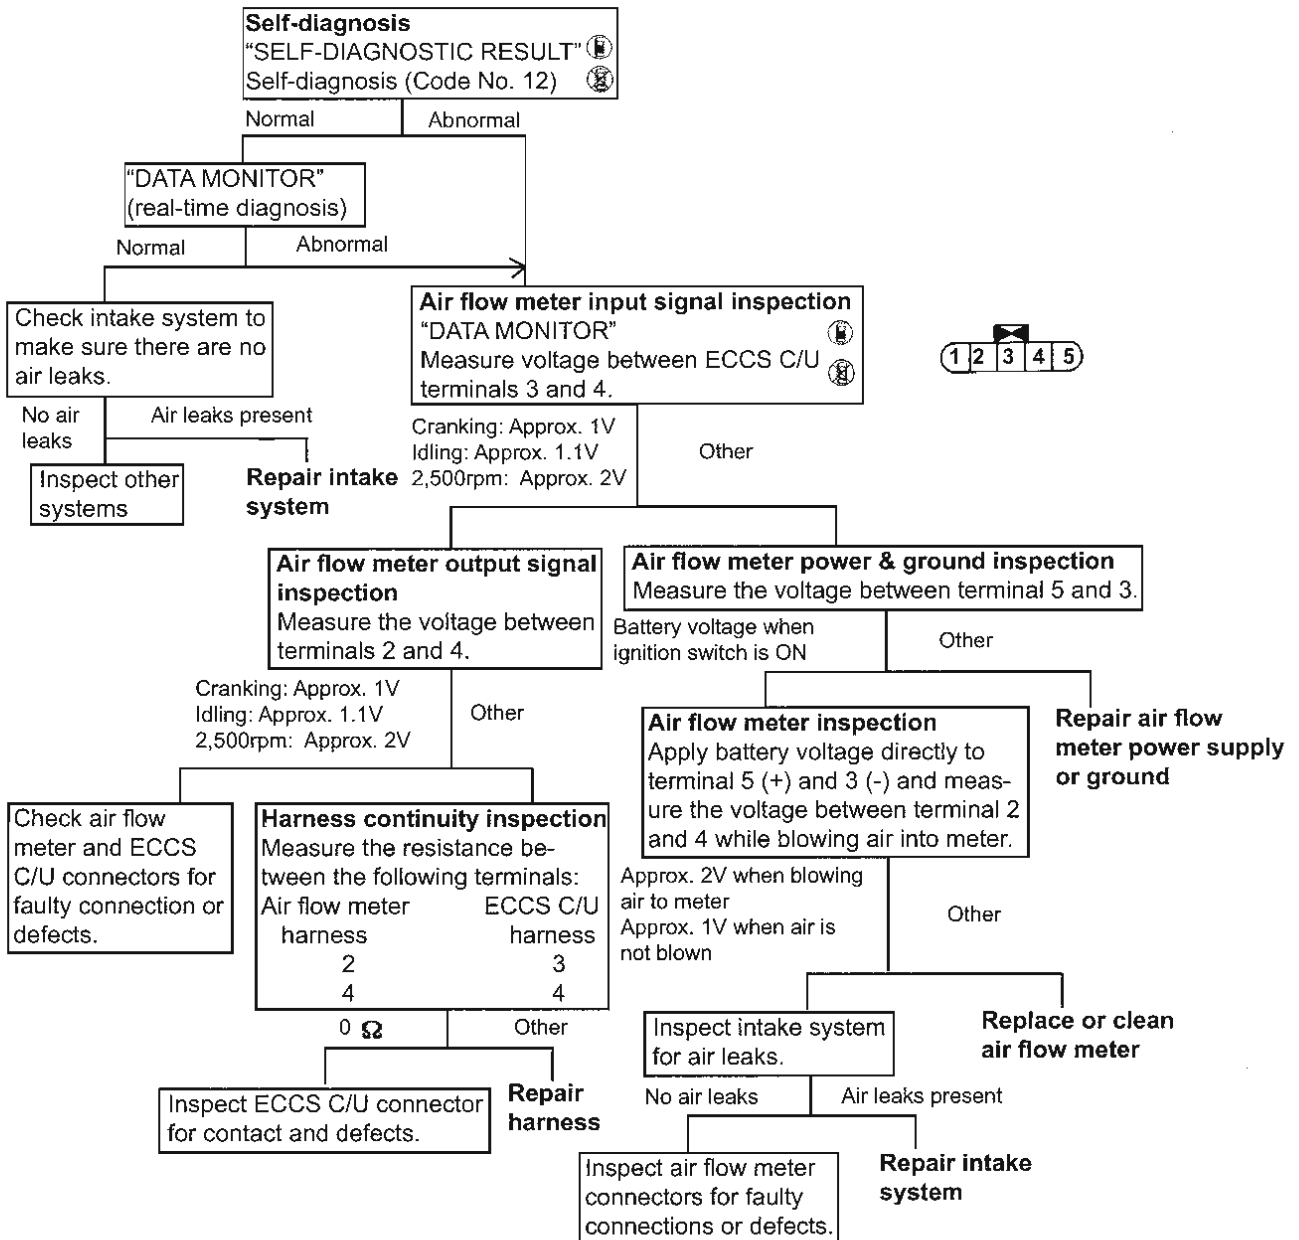 Self-diagnosis
“SELF-DIAGNOSTIC RESULT”
Self-diagnosis (Code No. 12)
Normal
Abnormal
“DATA MONITOR”
(real-time diagnosis)
Normal
Abnormal
Check intake system to
make sure there are no
air leaks.
No air
leaks
Air leaks present
Inspect other
systems
Repair intake
system
Air flow meter input signal inspection
“DATA MONITOR”
Measure voltage between ECCS C/U
terminals 3 and 4.
1 2 3 4 5
Cranking: Approx. 1V
Idling: Approx. 1.1V
2,500rpm: Approx. 2V
Other
Air flow meter output signal
inspection
Measure the voltage between
terminals 2 and 4.
Cranking: Approx. 1V
Idling: Approx. 1.1V
2,500rpm: Approx. 2V
Other
Check air flow
meter and ECCS
C/U connectors for
faulty connection or
defects.
Harness continuity inspection
Measure the resistance be-
tween the following terminals:
Air flow meter ECCS C/U
harness harness
2 3
4 4
0 Ω
Other
Inspect ECCS C/U connector
for contact and defects.
Repair
harness
Air flow meter power & ground inspection
Measure the voltage between terminal 5 and 3.
Battery voltage when
ignition switch is ON
Other
Air flow meter inspection
Apply battery voltage directly to
terminal 5 (+) and 3 (-) and meas-
ure the voltage between terminal 2
and 4 while blowing air into meter.
Repair air flow
meter power supply
or ground
Approx. 2V when blowing
air to meter
Approx. 1V when air is
not blown
Other
Inspect intake system
for air leaks.
Replace or clean
air flow meter
No air leaks
Air leaks present
Inspect air flow meter
connectors for faulty
connections or defects.
Repair intake
system